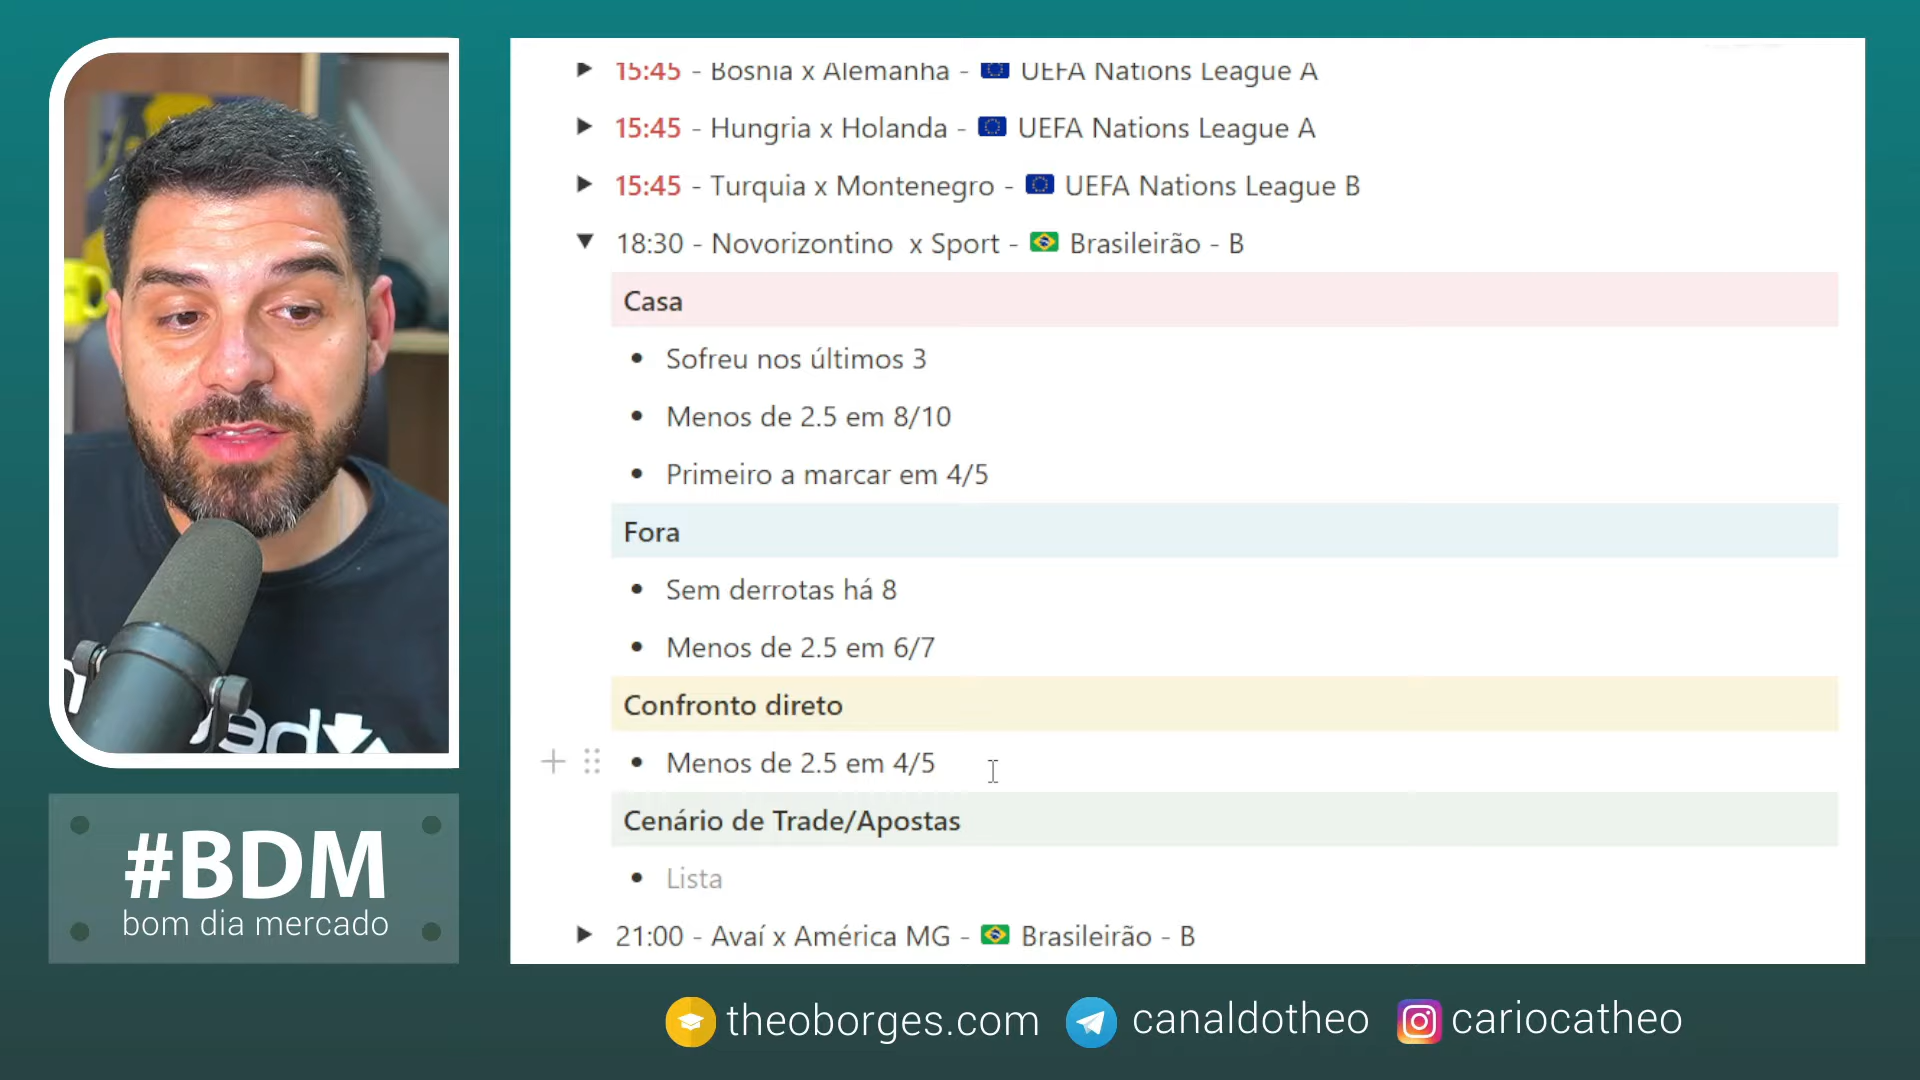 15:45 - Bosnia x Alemanha - UEFA Nations League A
15:45 - Hungria x Holanda - UEFA Nations League A
15:45 - Turquia x Montenegro - UEFA Nations League B
18:30 - Novorizontino x Sport - Brasileirão - B
Casa
Sofreu nos últimos 3
Menos de 2.5 em 8/10
Primeiro a marcar em 4/5
Fora
Sem derrotas há 8
Menos de 2.5 em 6/7
Confronto direto
Menos de 2.5 em 4/5
Cenário de Trade/Apostas
Lista
21:00 - Avaí x América MG - Brasileirão - B
#BDM
bom dia mercado
theoborges.com
canaldotheo
cariocatheo